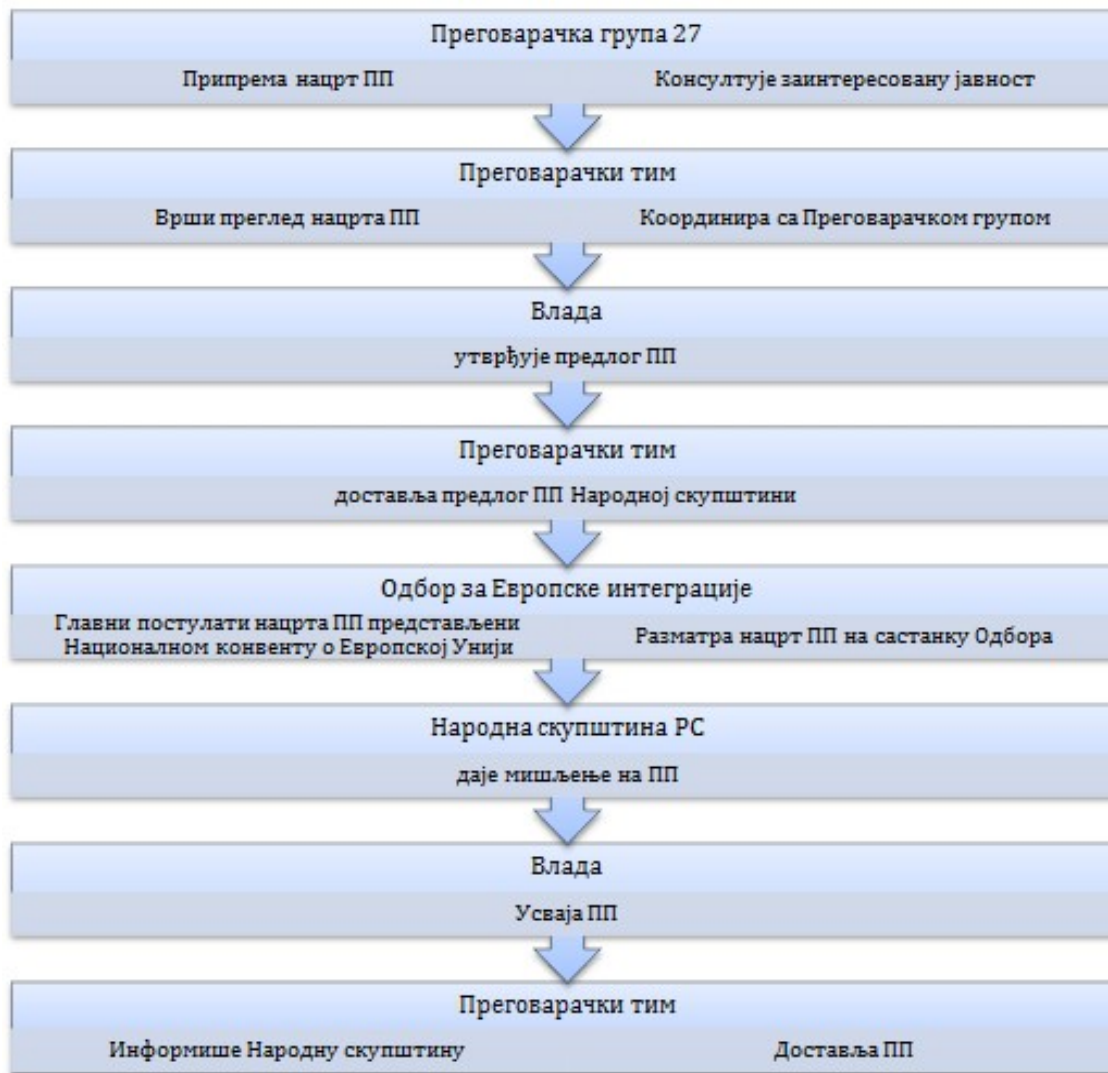 Преговарачка група 27
Припрема нацрт ПП
Консултује заинтересовану јавност
Преговарачки тим
Врши преглед нацрта ПП
Координира са Преговарачком групом
Влада
утврђује предлог ПП
Преговарачки тим
доставља предлог ПП Народној скупштини
Одбор за Европске интеграције
Главни постулати нацрта ПП представљени
Националном конвенту о Европској Унији
Разматра нацрт ПП на састанку Одбора
Народна скупштина РС
даје мишљење на ПП
Влада
Усваја ПП
Преговарачки тим
Информише Народну скупштину
Доставља ПП